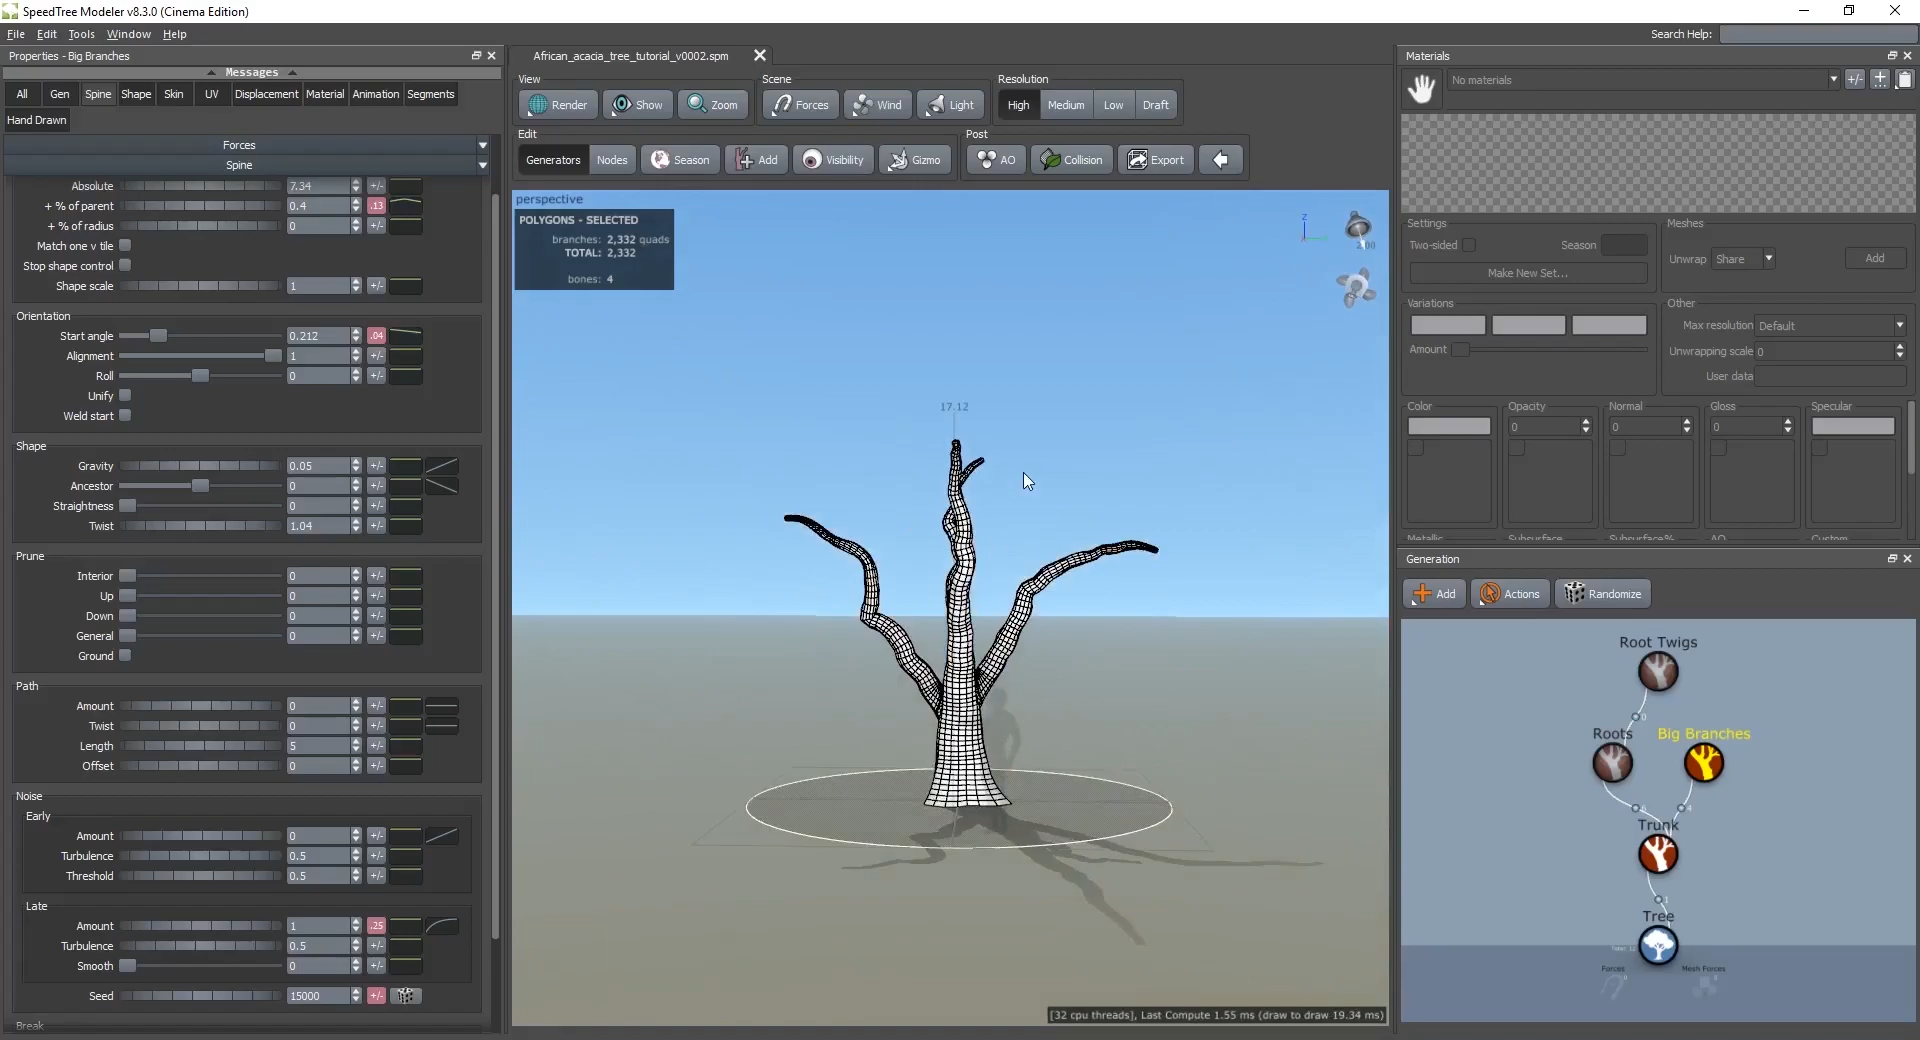 SpeedTree Modeler v8.3.0 (Cinema Edition)
File Edit Tools Window Help
Search Help:
Properties - Big Branches
Messages
All Gen Spine Shape Skin UV Displacement Material Animation Segments
Hand Drawn
Forces
Spine
Absolute 7.34 +/-
+ % of parent 0.4 .13
+ % of radius 0 +/-
Match one v tile
Stop shape control
Shape scale 1 +/-
Orientation
Start angle 0.212 .04
Alignment 1 +/-
Roll 0 +/-
Unify
Weld start
Shape
Gravity 0.05 +/-
Ancestor 0 +/-
Straightness 0 +/-
Twist 1.04 +/-
Prune
Interior 0 +/-
Up 0 +/-
Down 0 +/-
General 0 +/-
Ground
Path
Amount 0 +/-
Twist 0 +/-
Length 5 +/-
Offset 0 +/-
Noise
Early
Amount 0 +/-
Turbulence 0.5 +/-
Threshold 0.5 +/-
Late
Amount 1 .25
Turbulence 0.5 +/-
Smooth 0 +/-
Seed 15000 +/-
Break
African_acacia_tree_tutorial_v0002.spm
View Scene Resolution
Render Show Zoom Forces Wind Light High Medium Low Draft
Edit Post
Generators Nodes Season Add Visibility Gizmo AO Collision Export
perspective
POLYGONS - SELECTED
branches: 2,332 quads
TOTAL: 2,332
bones: 4
z
17.12
[32 cpu threads], Last Compute 1.55 ms (draw to draw 19.34 ms)
Materials
No materials +/-
Settings Meshes
Two-sided Season Unwrap Share Add
Make New Set...
Variations Other
Max resolution Default
Amount Unwrapping scale 0
User data
Color Opacity Normal Gloss Specular
0 0 0
Metallic Subsurface Subsurface% AO Custom
Generation
Add Actions Randomize
Root Twigs
Roots Big Branches
Trunk
Tree
Forces Mesh Forces